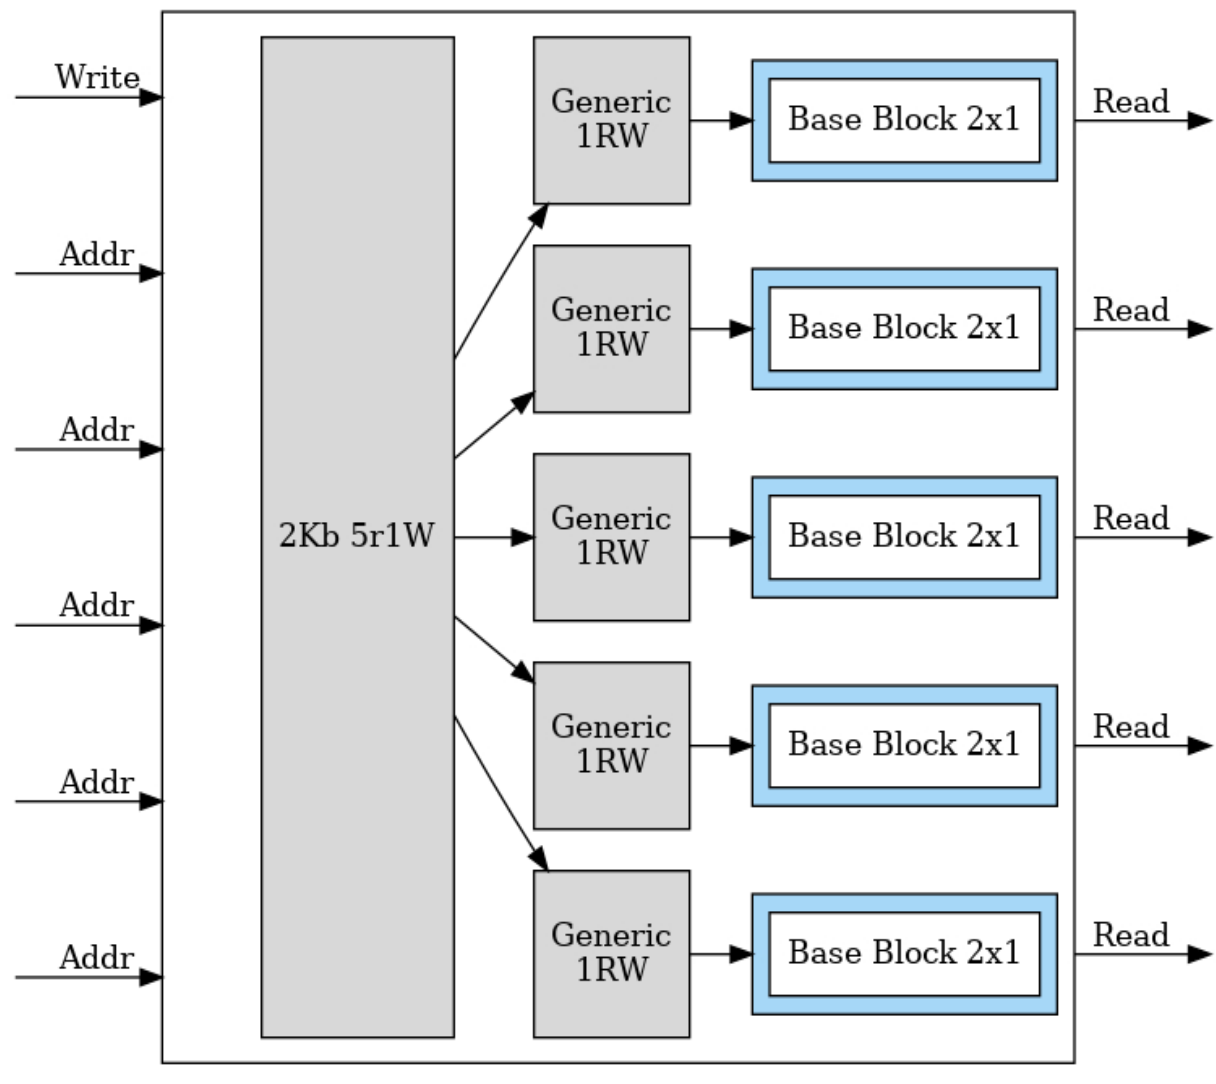 Write
Addr
Addr
Addr
Addr
Addr
2Kb 5r1W
Generic
1RW
Base Block 2x1
Read
Generic
1RW
Base Block 2x1
Read
Generic
1RW
Base Block 2x1
Read
Generic
1RW
Base Block 2x1
Read
Generic
1RW
Base Block 2x1
Read